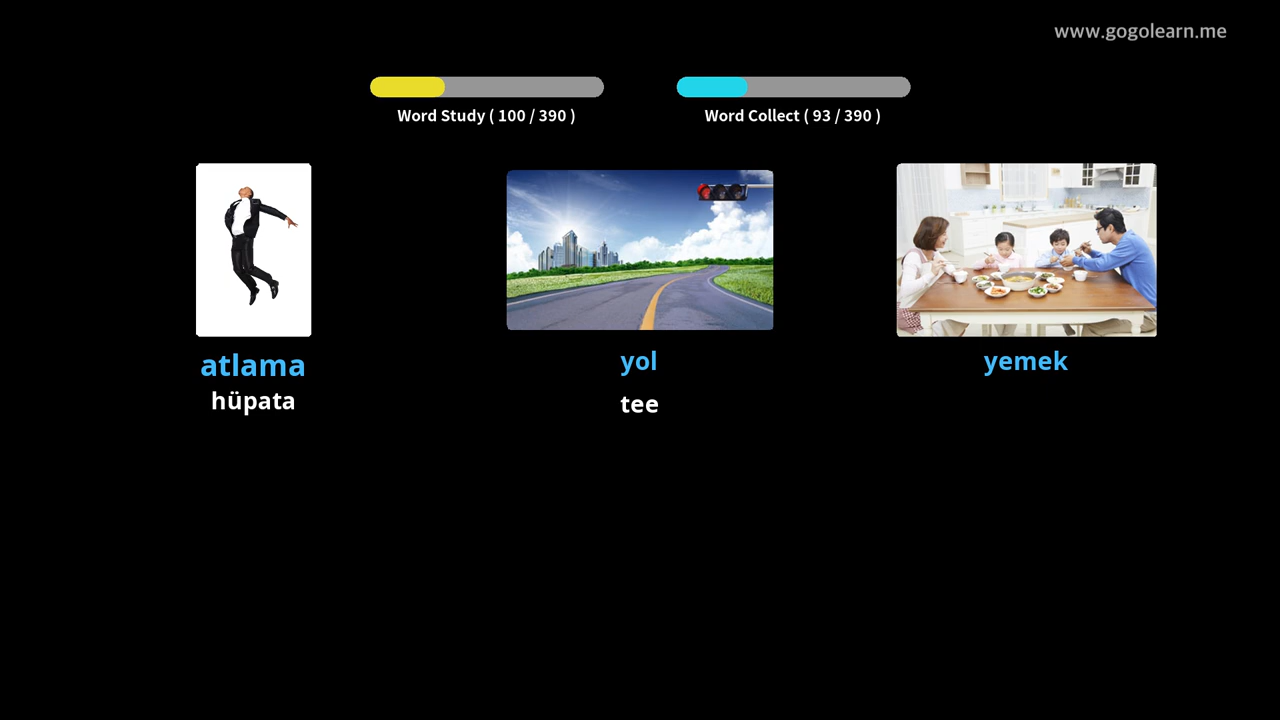 www.gogolearn.me
Word Study ( 100 / 390 )
Word Collect ( 93 / 390 )
atlama
hüpata
yol
tee
yemek